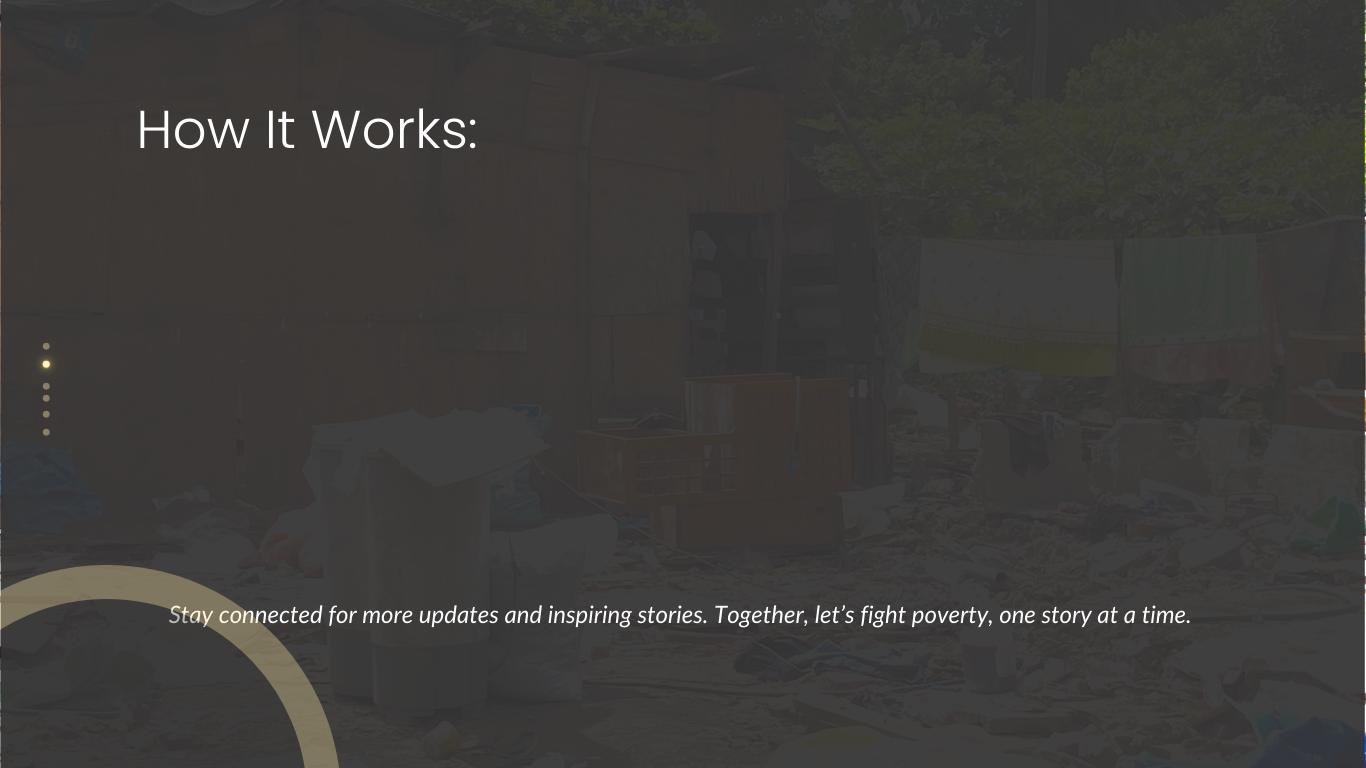 How It Works:
Stay connected for more updates and inspiring stories. Together, let’s fight poverty, one story at a time.